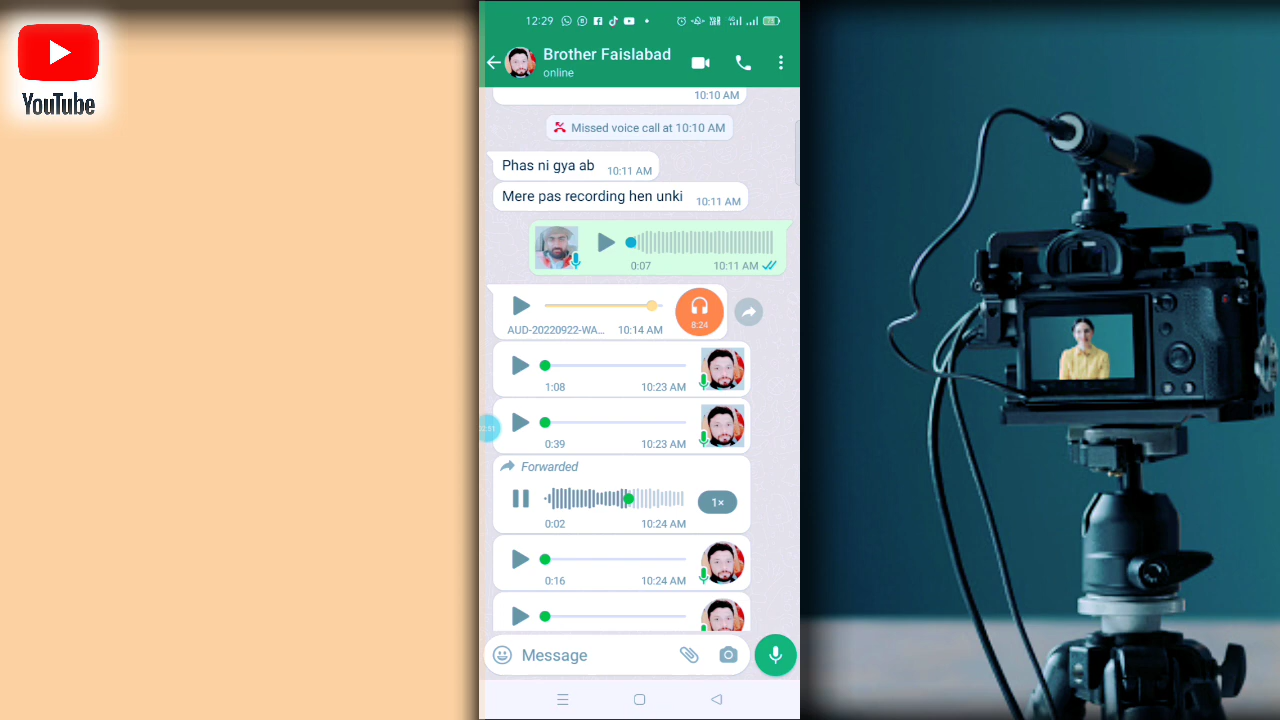 YouTube
12:29
Brother Faislabad
online
10:10 AM
Missed voice call at 10:10 AM
Phas ni gya ab 10:11 AM
Mere pas recording hen unki 10:11 AM
0:07 10:11 AM
8:24
AUD-20220922-WA... 10:14 AM
1:08 10:23 AM
0:39 10:23 AM
Forwarded
1×
0:02 10:24 AM
0:16 10:24 AM
Message